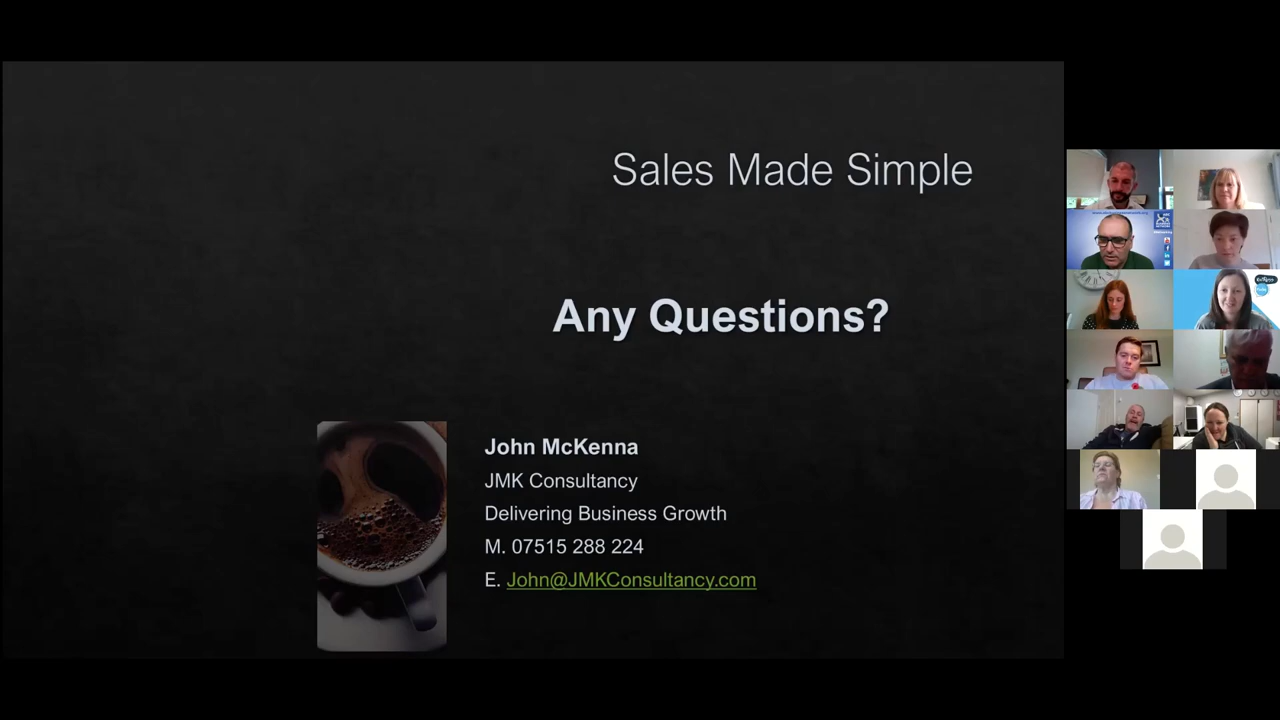 Sales Made Simple
Any Questions?
John McKenna
JMK Consultancy
Delivering Business Growth
M. 07515 288 224
E. John@JMKConsultancy.com